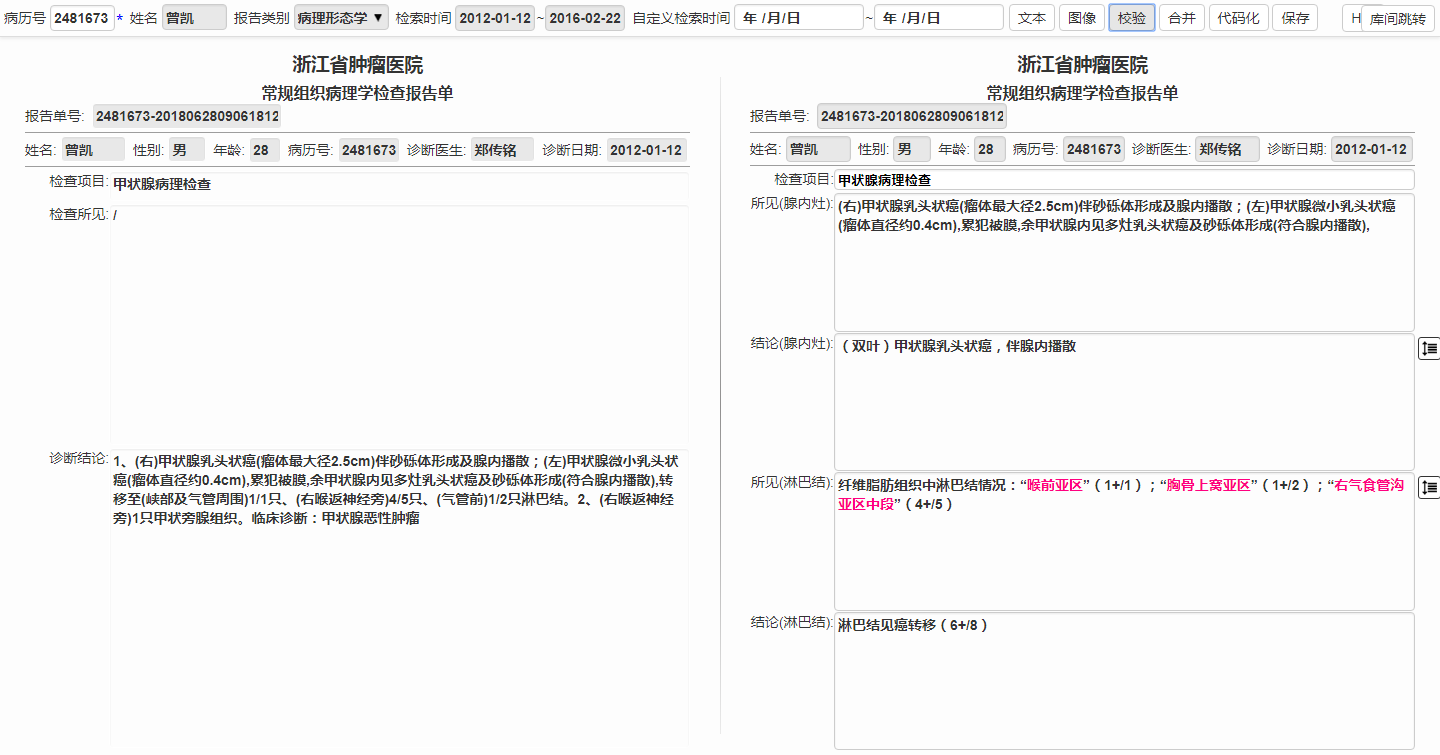 病历号 2481673 * 姓名 曾凯 报告类别 病理形态学 ▼ 检索时间 2012-01-12 ~ 2016-02-22 自定义检索时间 年 /月/日 ~ 年 /月/日 文本 图像 校验 合并 代码化 保存 H 库间跳转
浙江省肿瘤医院
常规组织病理学检查报告单
报告单号: 2481673-2018062809061812
姓名: 曾凯 性别: 男 年龄: 28 病历号: 2481673 诊断医生: 郑传铭 诊断日期: 2012-01-12
检查项目: 甲状腺病理检查
检查所见: /
诊断结论: 1、(右)甲状腺乳头状癌(瘤体最大径2.5cm)伴砂砾体形成及腺内播散；(左)甲状腺微小乳头状
癌(瘤体直径约0.4cm),累犯被膜,余甲状腺内见多灶乳头状癌及砂砾体形成(符合腺内播散),转
移至(峡部及气管周围)1/1只、(右喉返神经旁)4/5只、(气管前)1/2只淋巴结。2、(右喉返神经
旁)1只甲状旁腺组织。临床诊断：甲状腺恶性肿瘤
浙江省肿瘤医院
常规组织病理学检查报告单
报告单号: 2481673-2018062809061812
姓名: 曾凯 性别: 男 年龄: 28 病历号: 2481673 诊断医生: 郑传铭 诊断日期: 2012-01-12
检查项目: 甲状腺病理检查
所见(腺内灶): (右)甲状腺乳头状癌(瘤体最大径2.5cm)伴砂砾体形成及腺内播散；(左)甲状腺微小乳头状癌
(瘤体直径约0.4cm),累犯被膜,余甲状腺内见多灶乳头状癌及砂砾体形成(符合腺内播散),
结论(腺内灶): （双叶）甲状腺乳头状癌，伴腺内播散
所见(淋巴结): 纤维脂肪组织中淋巴结情况：“喉前亚区”（1+/1）；“胸骨上窝亚区”（1+/2）；“右气食管沟
亚区中段”（4+/5）
结论(淋巴结): 淋巴结见癌转移（6+/8）